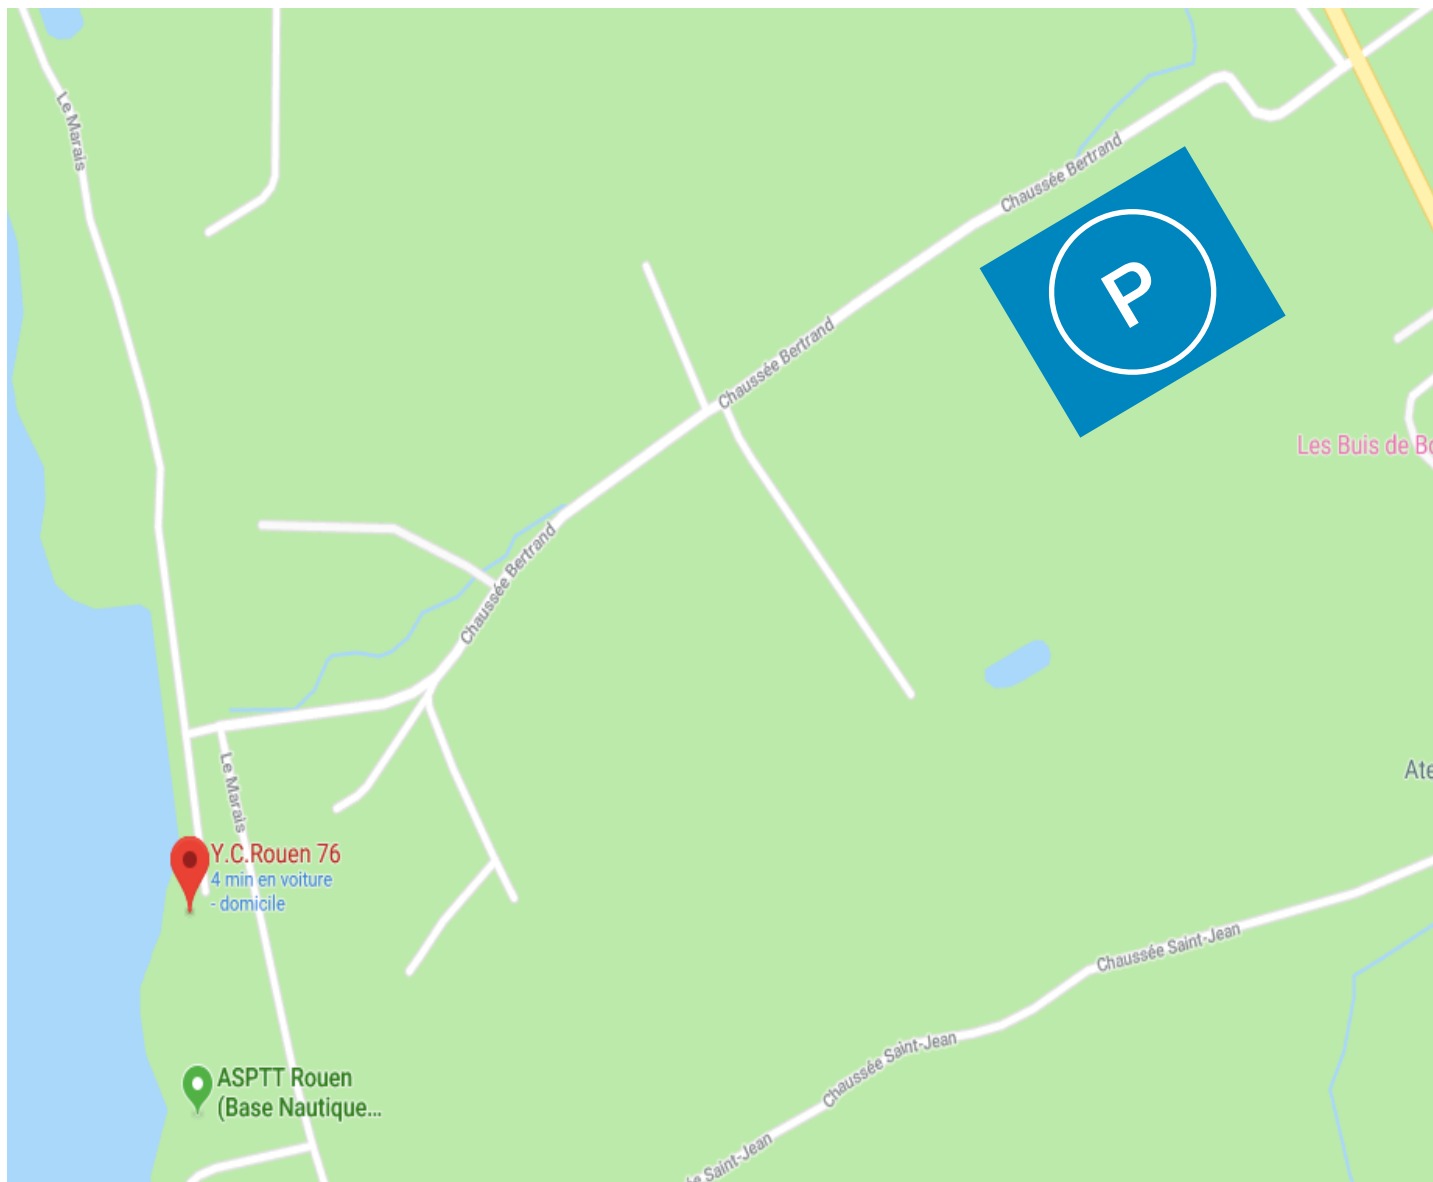 Le Marais
Chaussée Bertrand
P
Chaussée Bertrand
Les Buis de Bo
Chaussée Bertrand
Le Marais
Ate
Y.C.Rouen 76
4 min en voiture
- domicile
Chaussée Saint-Jean
Chaussée Saint-Jean
ASPTT Rouen
(Base Nautique...
ée Saint-Jean